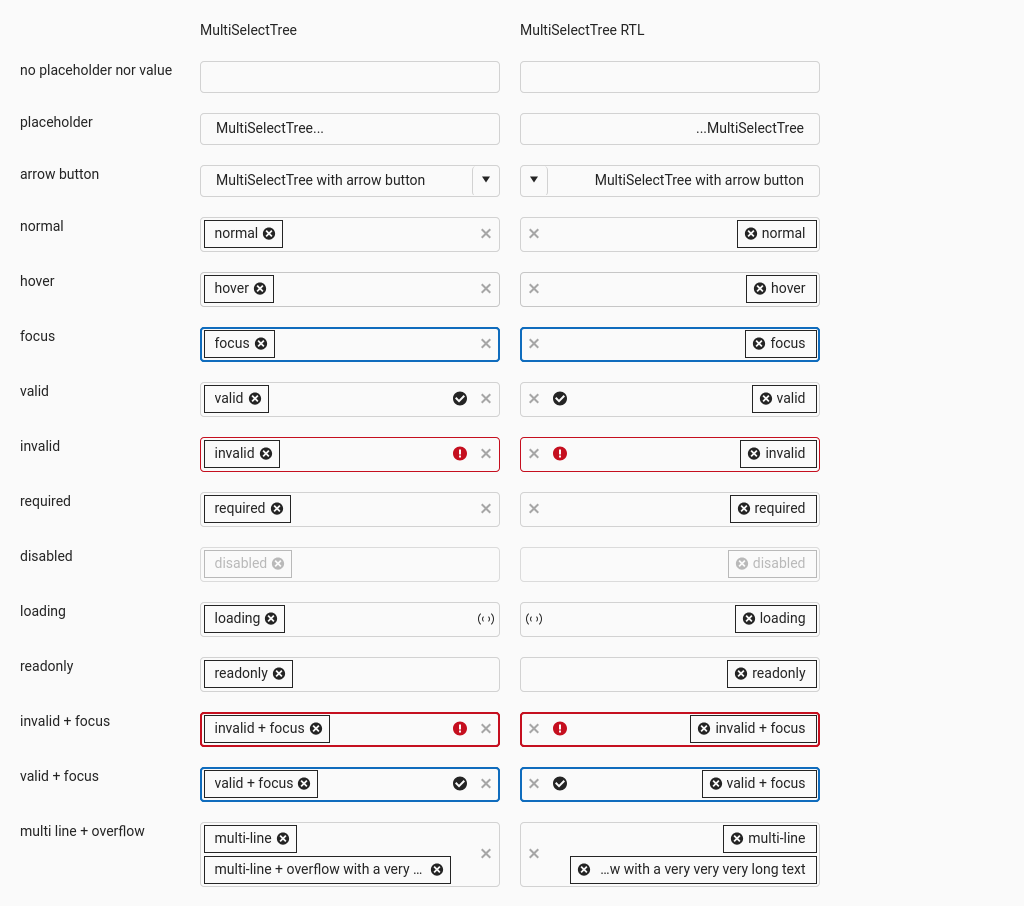 MultiSelectTree MultiSelectTree RTL
no placeholder nor value
placeholder MultiSelectTree... ...MultiSelectTree
arrow button MultiSelectTree with arrow button MultiSelectTree with arrow button
normal normal normal
hover hover hover
focus focus focus
valid valid valid
invalid invalid invalid
required required required
disabled disabled disabled
loading loading loading
readonly readonly readonly
invalid + focus invalid + focus invalid + focus
valid + focus valid + focus valid + focus
multi line + overflow multi-line multi-line
multi-line + overflow with a very ... ...w with a very very very long text